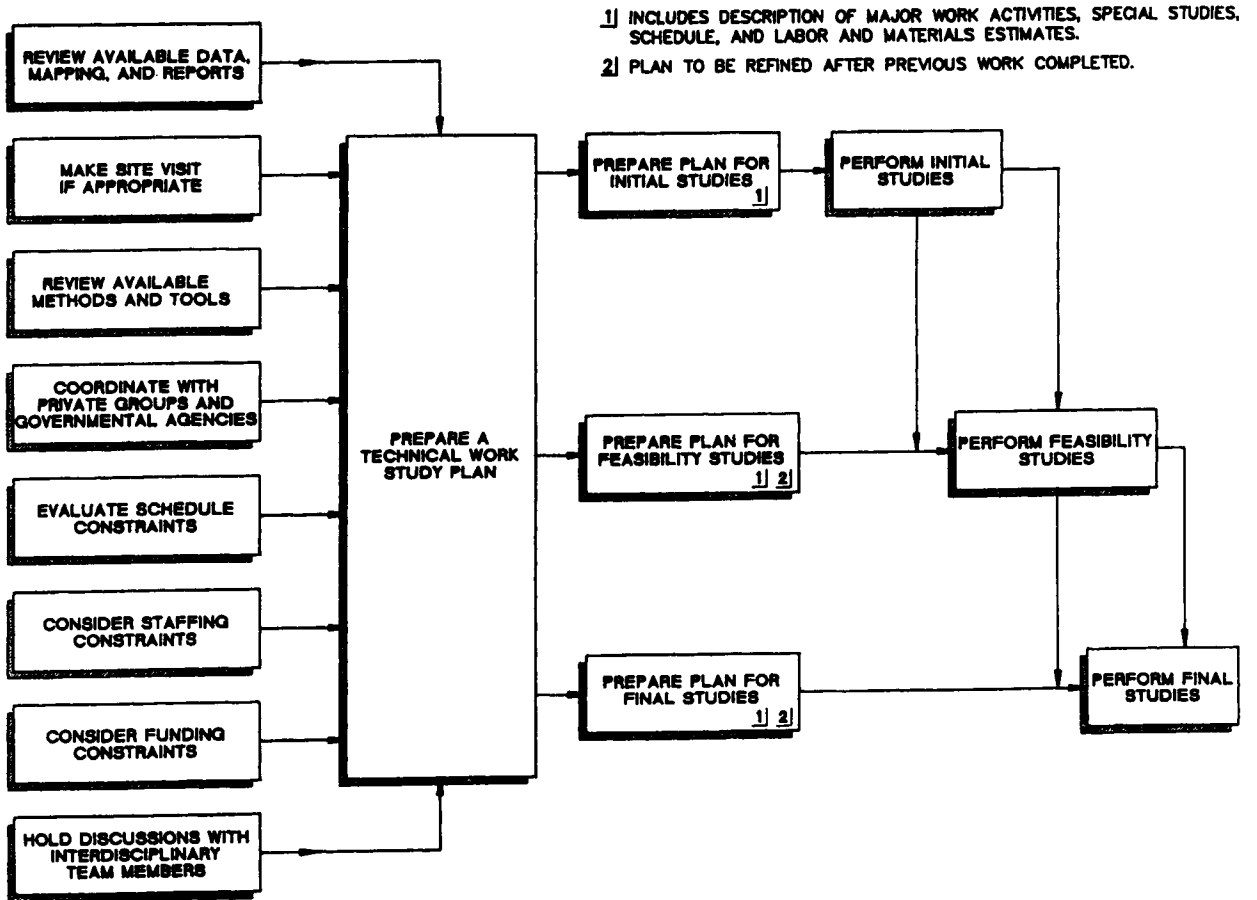 1 INCLUDES DESCRIPTION OF MAJOR WORK ACTIVITIES, SPECIAL STUDIES,
SCHEDULE, AND LABOR AND MATERIALS ESTIMATES.
2 PLAN TO BE REFINED AFTER PREVIOUS WORK COMPLETED.
REVIEW AVAILABLE DATA,
MAPPING, AND REPORTS
MAKE SITE VISIT
IF APPROPRIATE
REVIEW AVAILABLE
METHODS AND TOOLS
COORDINATE WITH
PRIVATE GROUPS AND
GOVERNMENTAL AGENCIES
EVALUATE SCHEDULE
CONSTRAINTS
CONSIDER STAFFING
CONSTRAINTS
CONSIDER FUNDING
CONSTRAINTS
HOLD DISCUSSIONS WITH
INTERDISCIPLINARY
TEAM MEMBERS
PREPARE A
TECHNICAL WORK
STUDY PLAN
PREPARE PLAN FOR
INITIAL STUDIES
1
PERFORM INITIAL
STUDIES
PREPARE PLAN FOR
FEASIBILITY STUDIES
1 2
PERFORM FEASIBILITY
STUDIES
PREPARE PLAN FOR
FINAL STUDIES
1 2
PERFORM FINAL
STUDIES